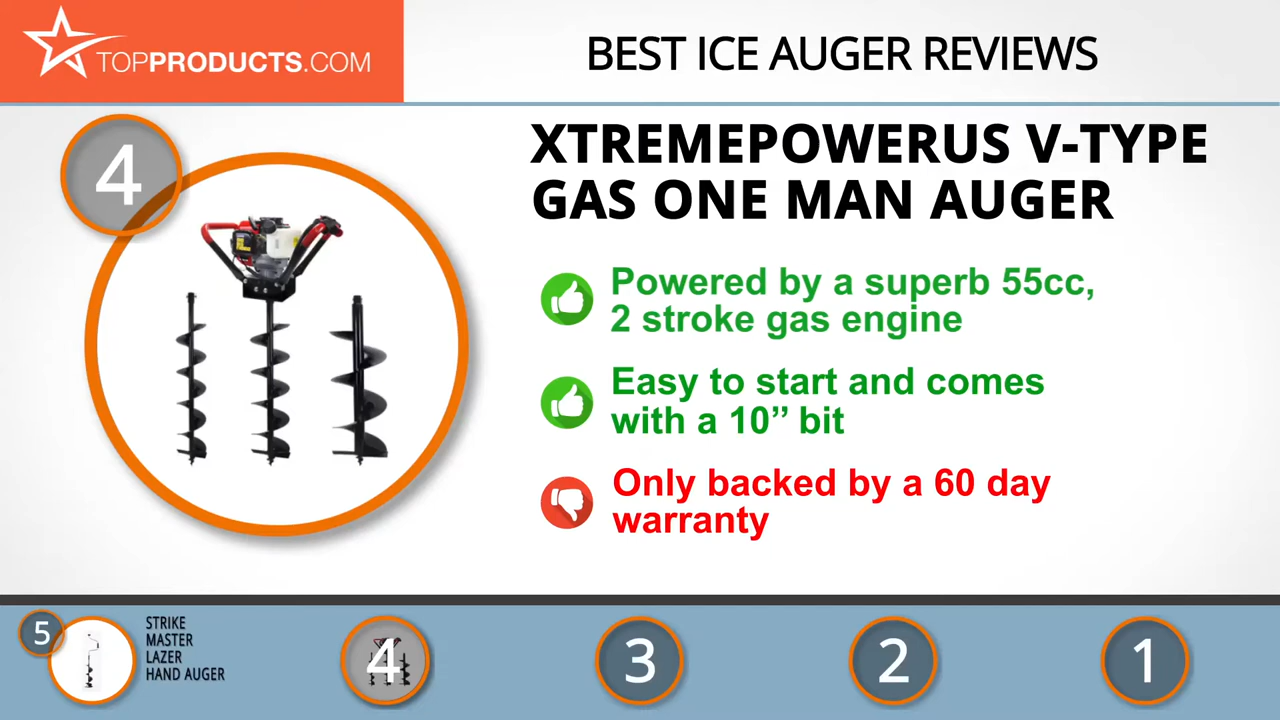 TOPPRODUCTS.COM
BEST ICE AUGER REVIEWS
4
XTREMEPOWERUS V-TYPE
GAS ONE MAN AUGER
Powered by a superb 55cc,
2 stroke gas engine
Easy to start and comes
with a 10” bit
Only backed by a 60 day
warranty
5
STRIKE
MASTER
LAZER
HAND AUGER
4
3
2
1